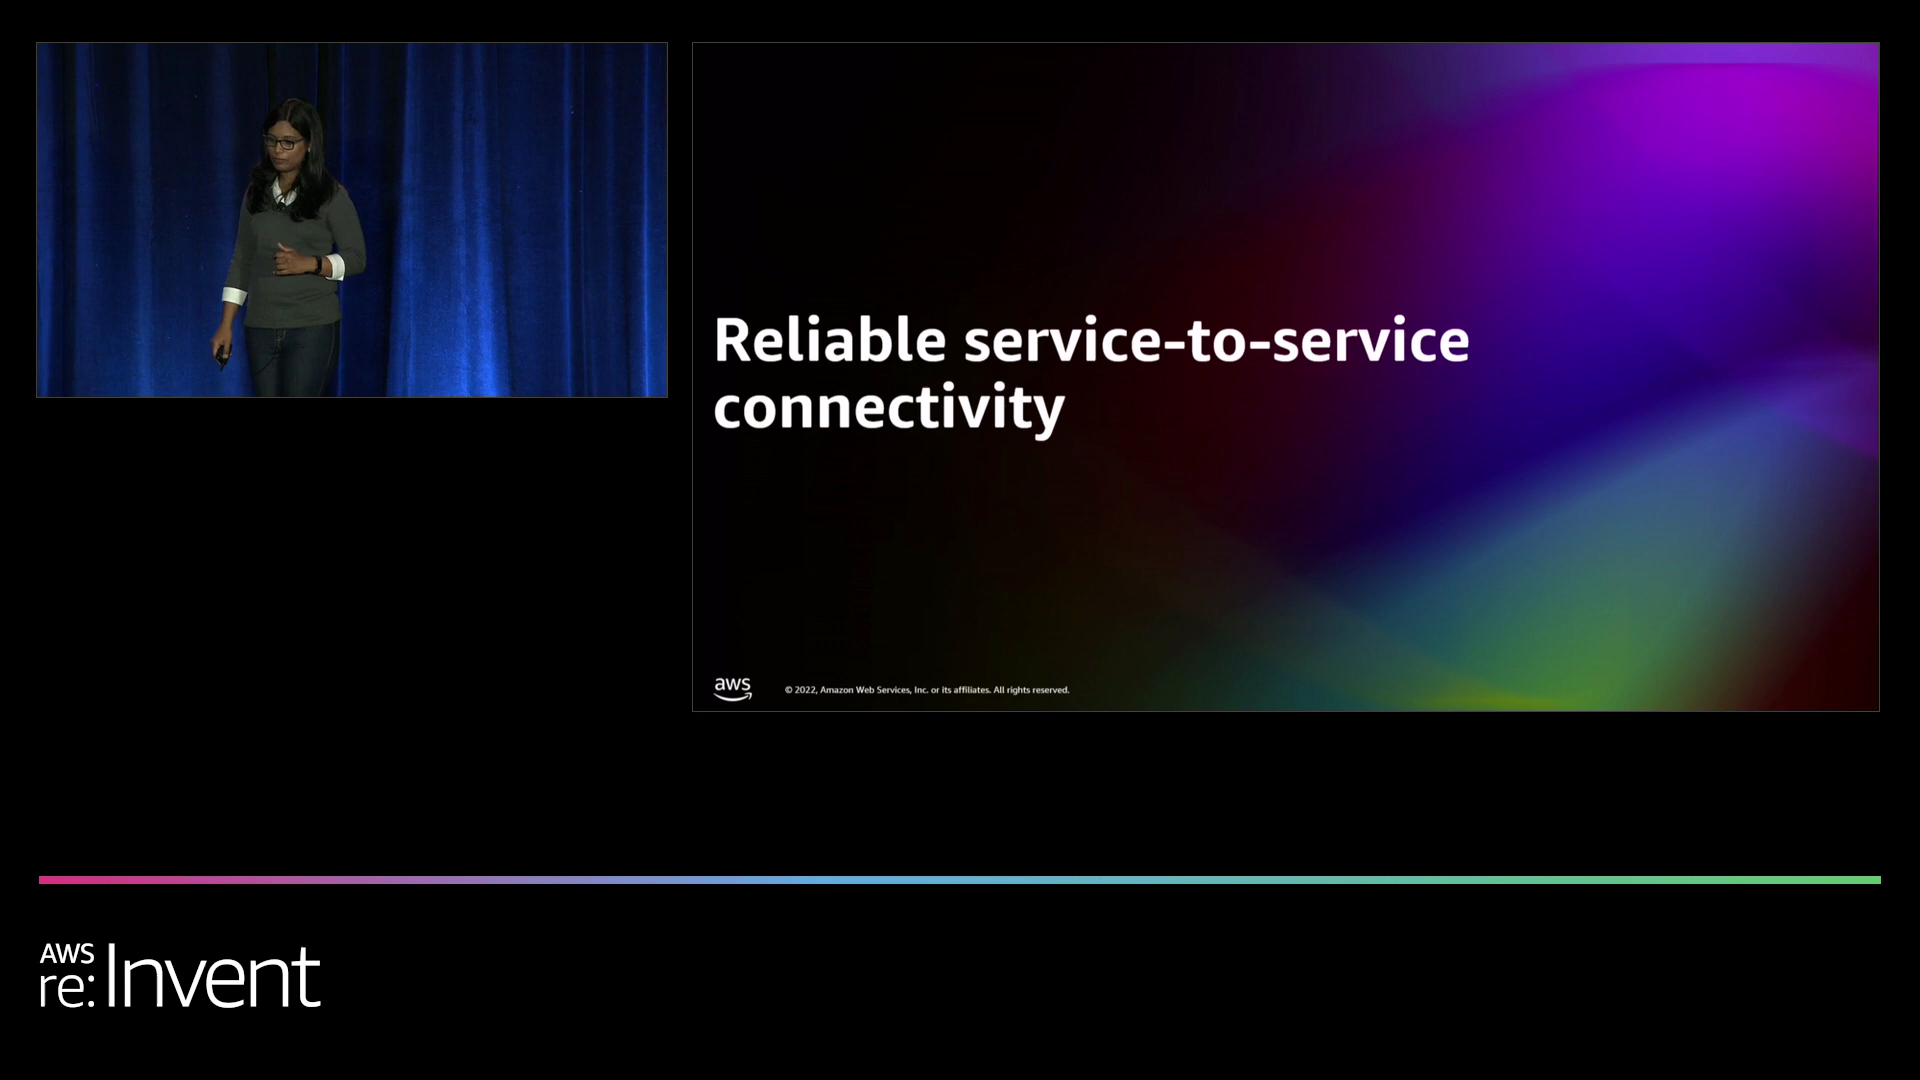 Reliable service-to-service
connectivity
aws
© 2022, Amazon Web Services, Inc. or its affiliates. All rights reserved.
AWS
re:Invent